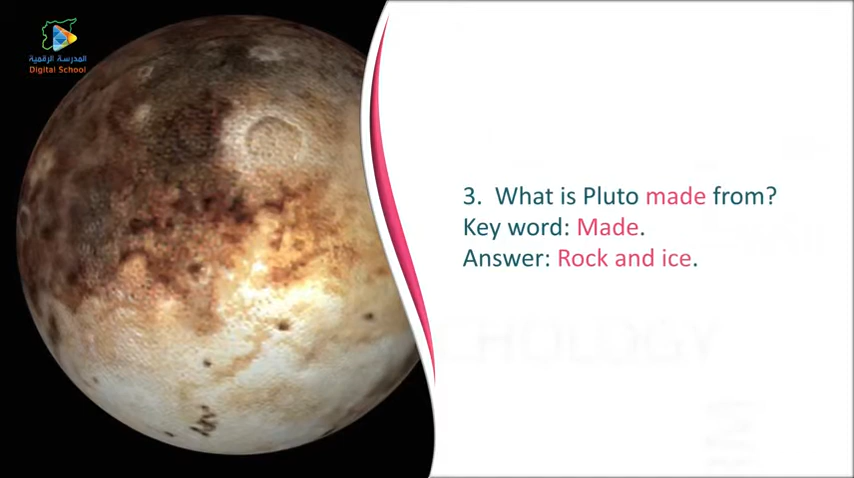 المدرسة الرقمية
Digital School
3. What is Pluto made from?
Key word: Made.
Answer: Rock and ice.